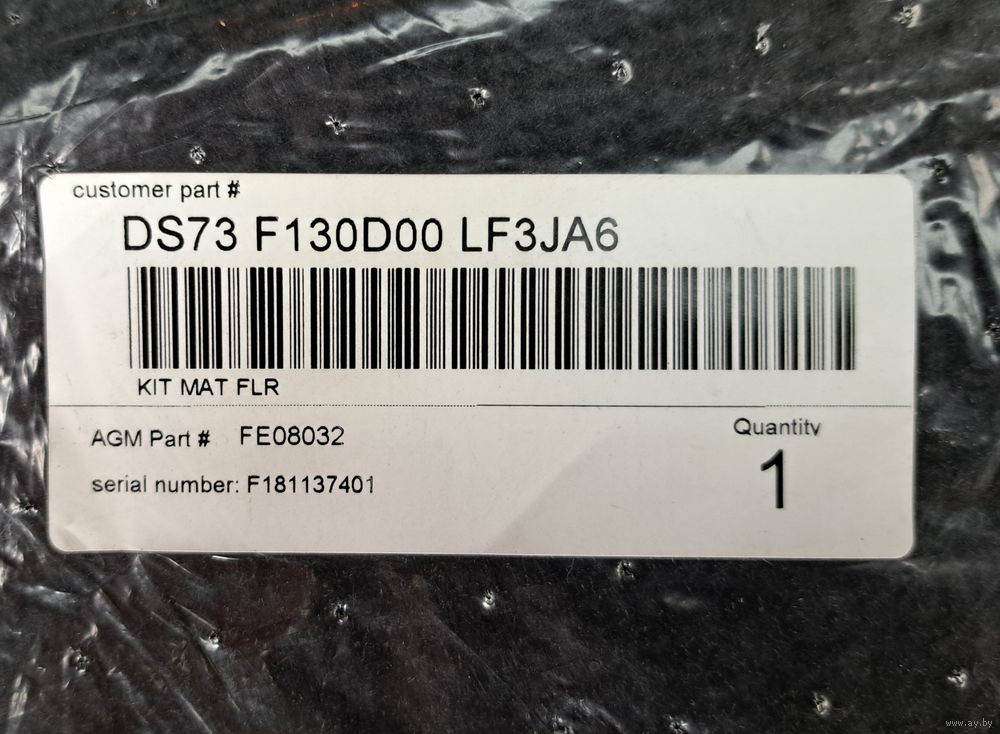 customer part #
DS73 F130D00 LF3JA6
KIT MAT FLR
AGM Part # FE08032
Quantity
1
serial number: F181137401
www.ay.by